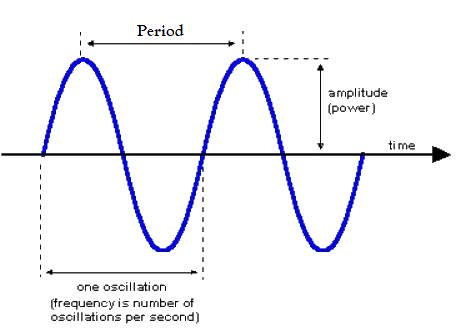 Period
amplitude
(power)
time
one oscillation
(frequency is number of
oscillations per second)